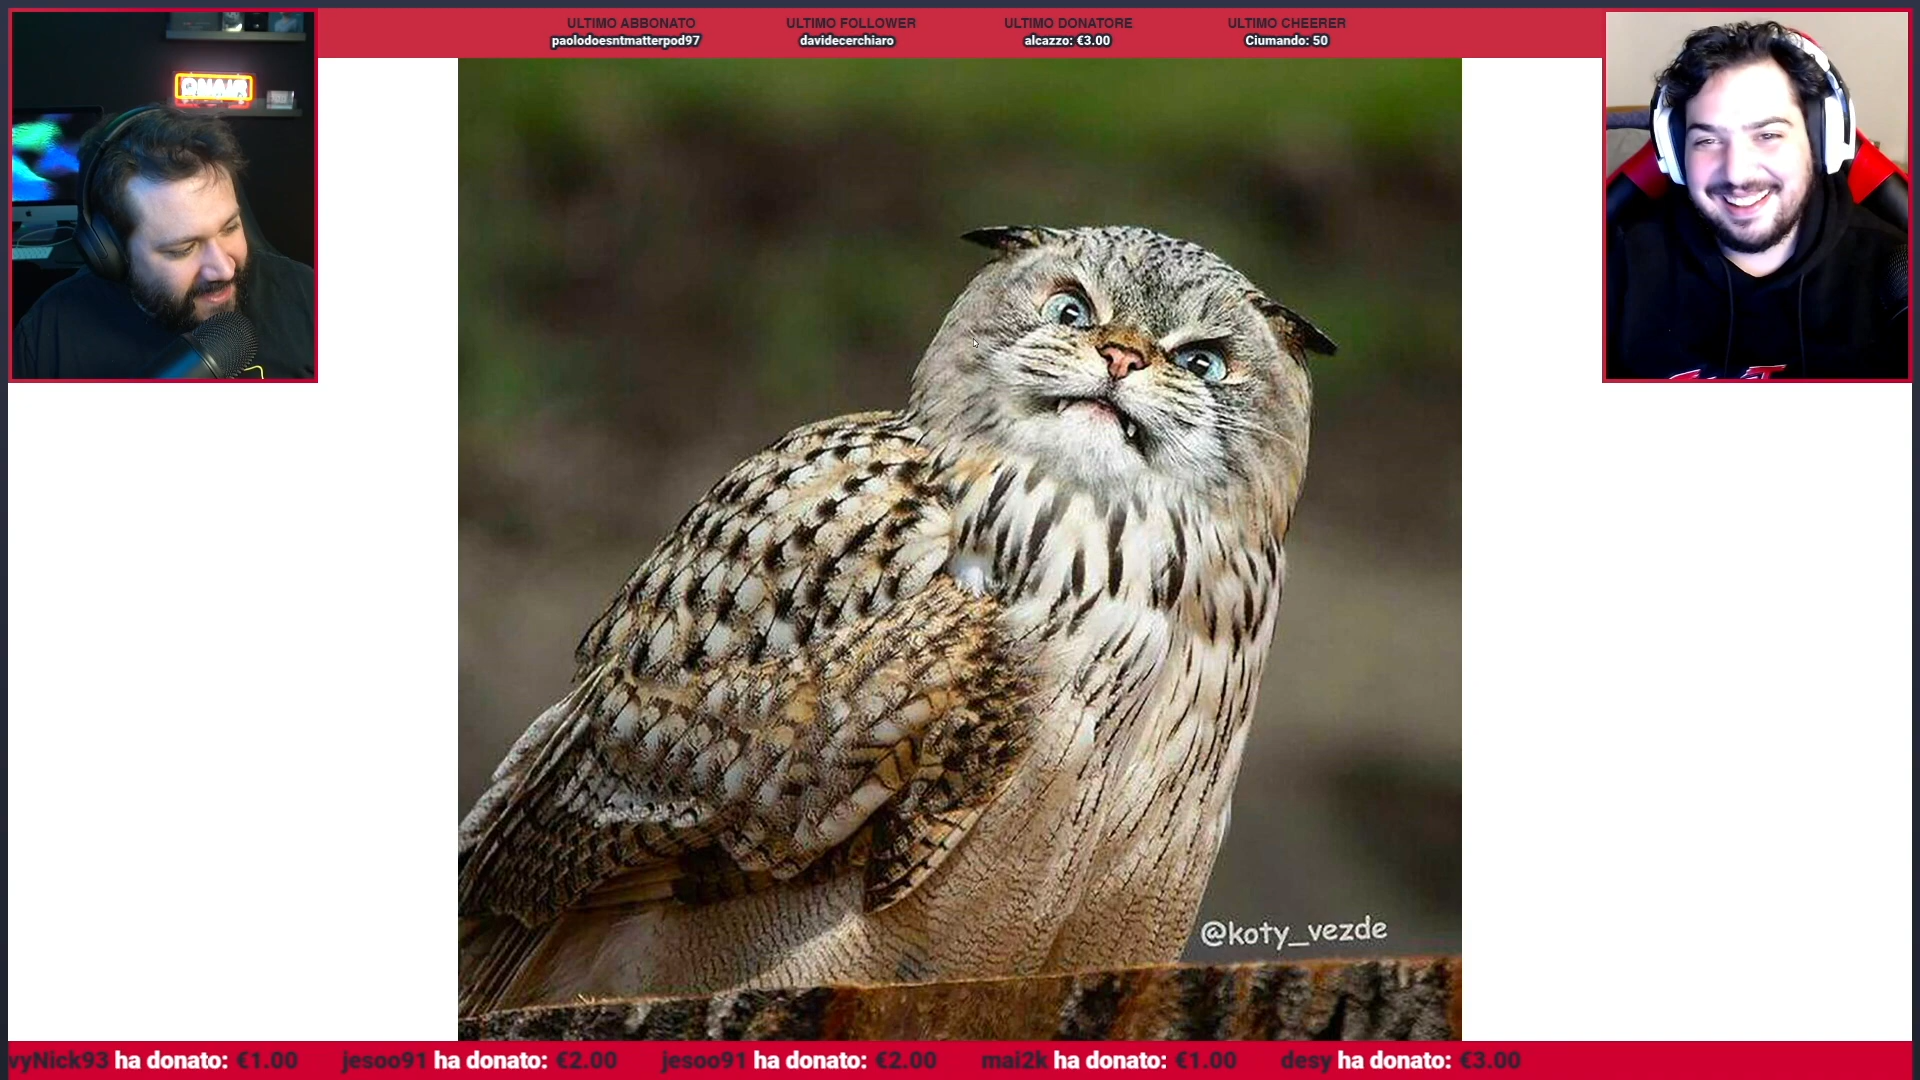 ULTIMO ABBONATO
paolodoesntmatterpod97
ULTIMO FOLLOWER
davidecerchiaro
ULTIMO DONATORE
alcazzo: €3.00
ULTIMO CHEERER
Ciumando: 50
ONAIR
@koty_vezde
vyNick93 ha donato: €1.00 jesoo91 ha donato: €2.00 jesoo91 ha donato: €2.00 mai2k ha donato: €1.00 desy ha donato: €3.00